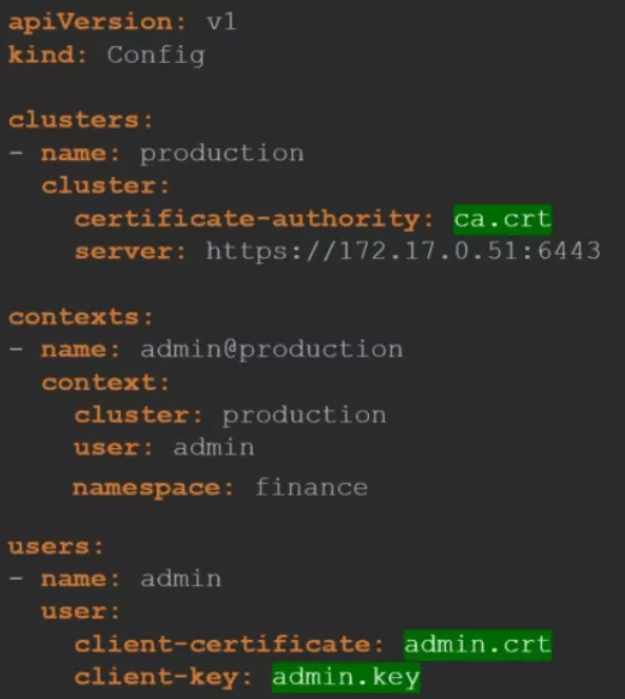 apiVersion: v1
kind: Config
clusters:
- name: production
  cluster:
    certificate-authority: ca.crt
    server: https://172.17.0.51:6443
contexts:
- name: admin@production
  context:
    cluster: production
    user: admin
    namespace: finance
users:
- name: admin
  user:
    client-certificate: admin.crt
    client-key: admin.key